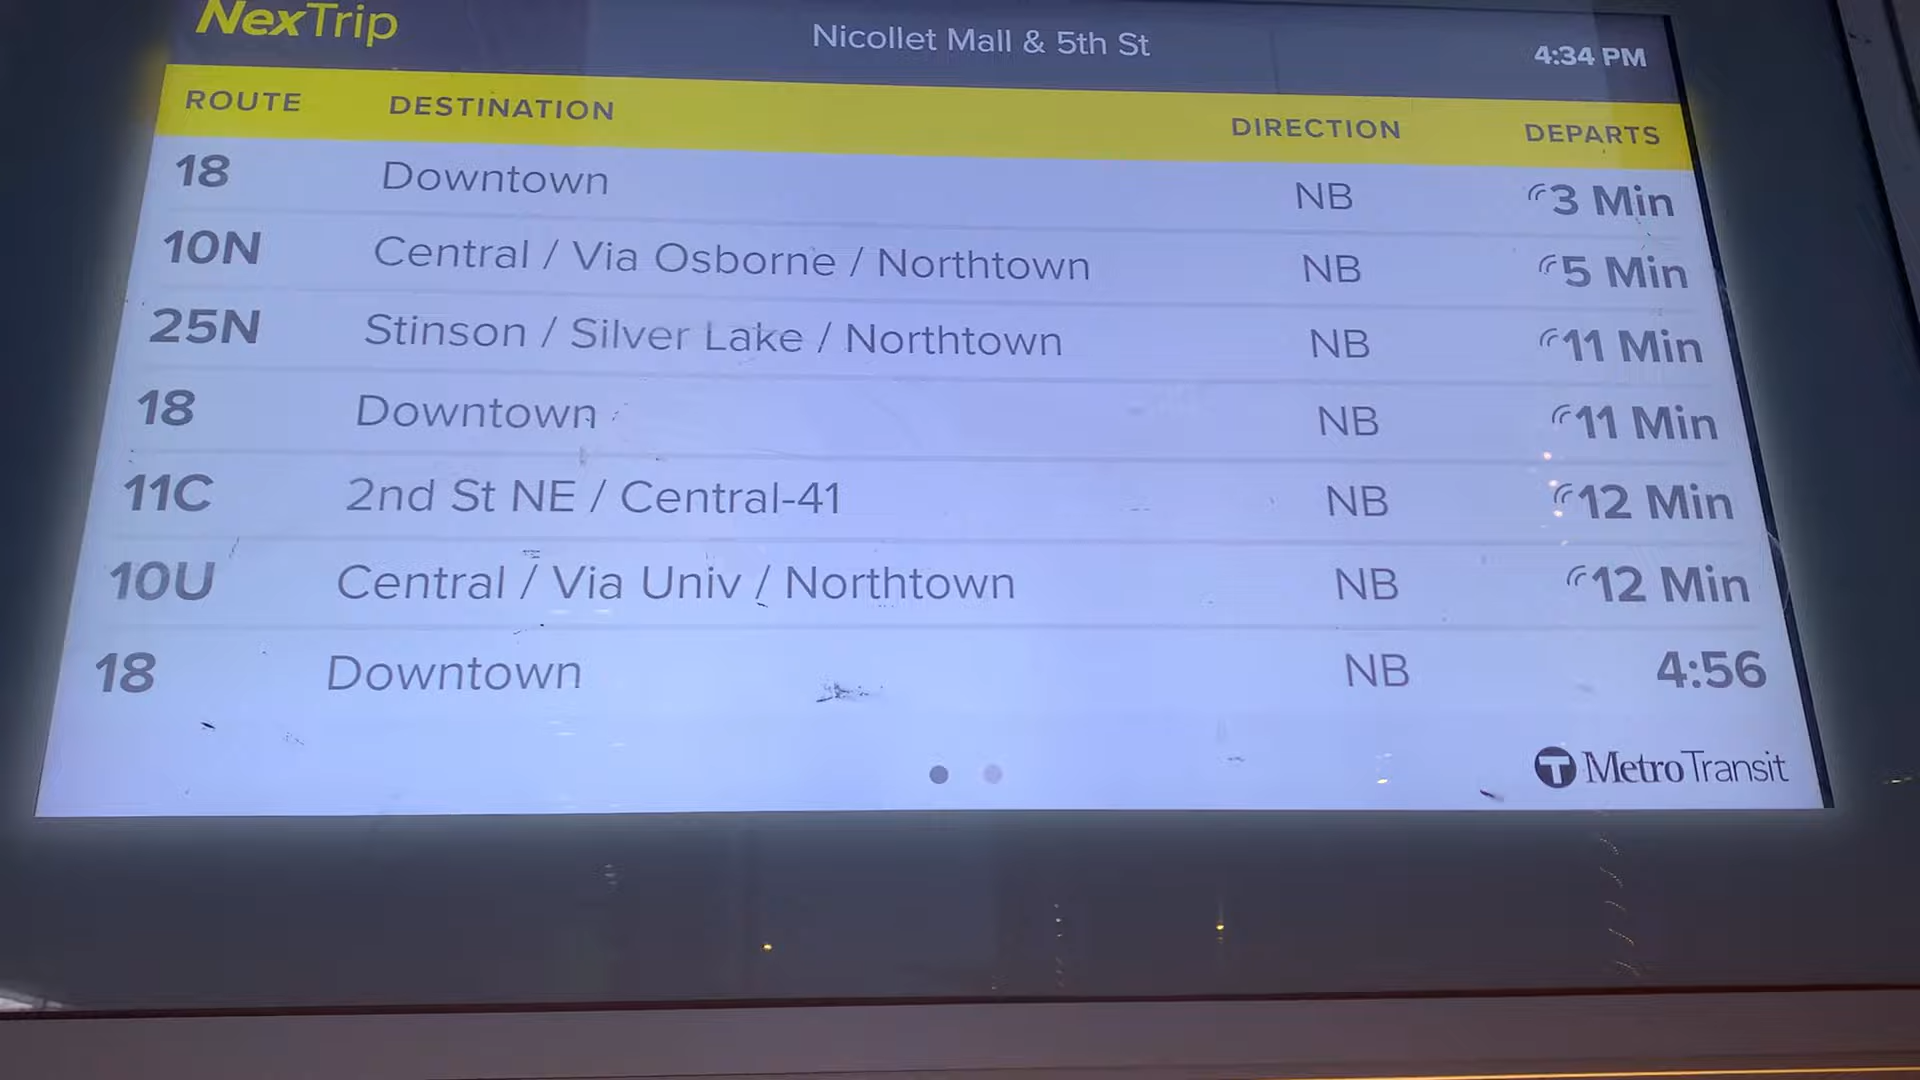 NexTrip Nicollet Mall & 5th St 4:34 PM
ROUTE DESTINATION DIRECTION DEPARTS
18 Downtown NB 3 Min
10N Central / Via Osborne / Northtown NB 5 Min
25N Stinson / Silver Lake / Northtown NB 11 Min
18 Downtown NB 11 Min
11C 2nd St NE / Central-41 NB 12 Min
10U Central / Via Univ / Northtown NB 12 Min
18 Downtown NB 4:56
T MetroTransit